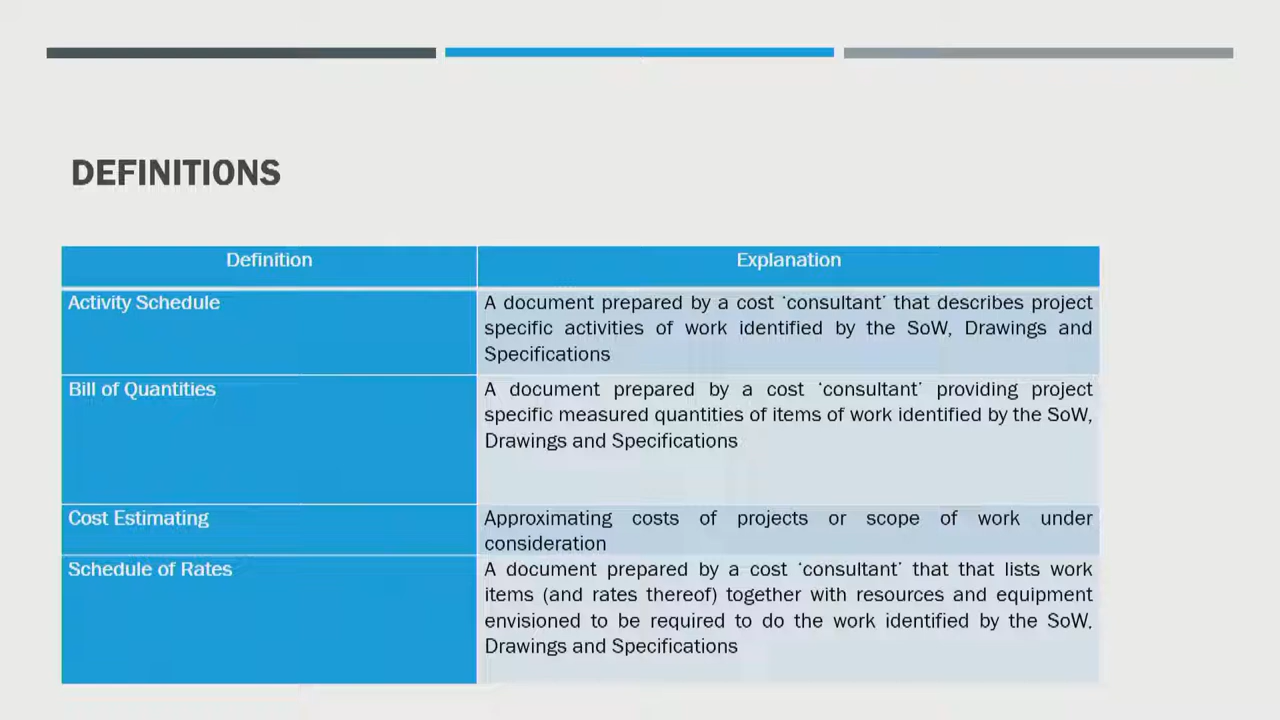 DEFINITIONS
Definition
Explanation
Activity Schedule
A document prepared by a cost ‘consultant’ that describes project
specific activities of work identified by the SoW, Drawings and
Specifications
Bill of Quantities
A document prepared by a cost ‘consultant’ providing project
specific measured quantities of items of work identified by the SoW,
Drawings and Specifications
Cost Estimating
Approximating costs of projects or scope of work under
consideration
Schedule of Rates
A document prepared by a cost ‘consultant’ that that lists work
items (and rates thereof) together with resources and equipment
envisioned to be required to do the work identified by the SoW,
Drawings and Specifications